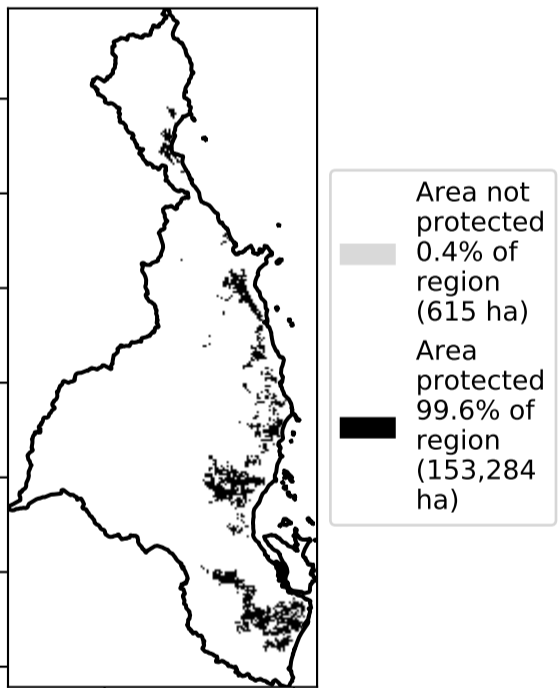 Area not
protected
0.4% of
region
(615 ha)
Area
protected
99.6% of
region
(153,284
ha)